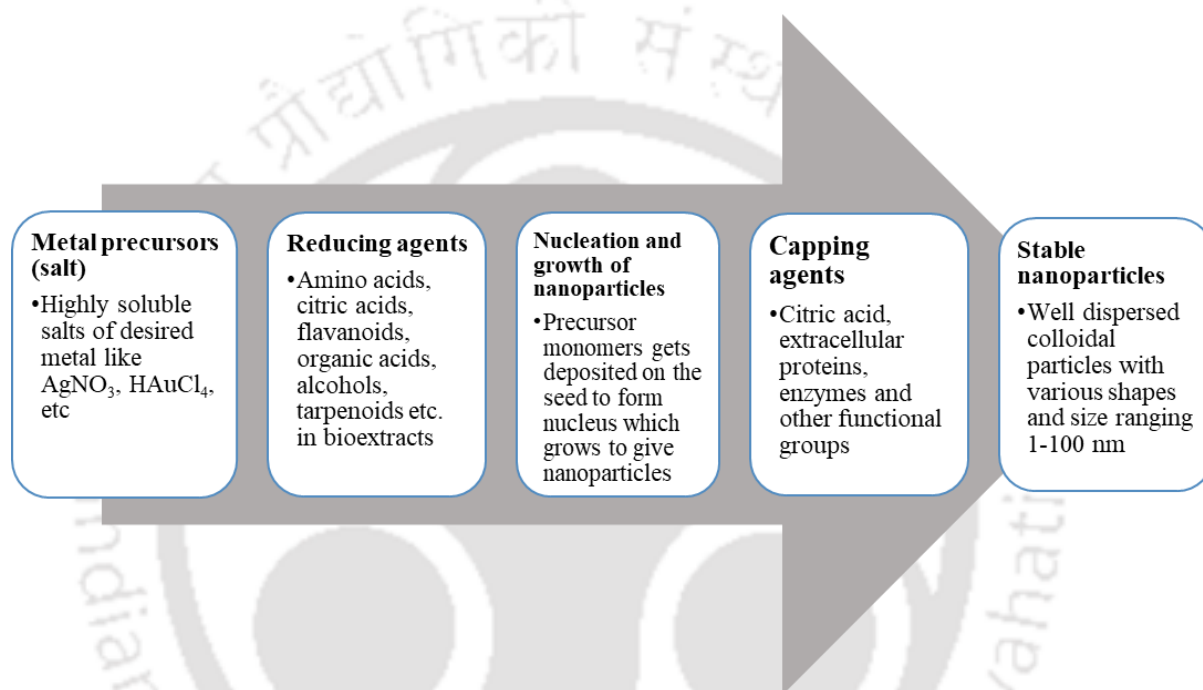 प्रौद्योगिकी संस्थ
Metal precursors
(salt)
•Highly soluble
salts of desired
metal like
AgNO₃, HAuCl₄,
etc
Reducing agents
•Amino acids,
citric acids,
flavanoids,
organic acids,
alcohols,
tarpenoids etc.
in bioextracts
Nucleation and
growth of
nanoparticles
•Precursor
monomers gets
deposited on the
seed to form
nucleus which
grows to give
nanoparticles
Capping
agents
•Citric acid,
extracellular
proteins,
enzymes and
other functional
groups
Stable
nanoparticles
•Well dispersed
colloidal
particles with
various shapes
and size ranging
1-100 nm
Indian
wahati